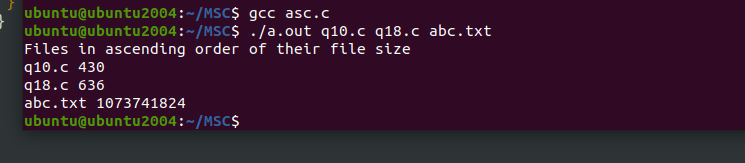 }
}
ubuntu@ubuntu2004:~/MSC$ gcc asc.c
ubuntu@ubuntu2004:~/MSC$ ./a.out q10.c q18.c abc.txt
Files in ascending order of their file size
q10.c 430
q18.c 636
abc.txt 1073741824
ubuntu@ubuntu2004:~/MSC$